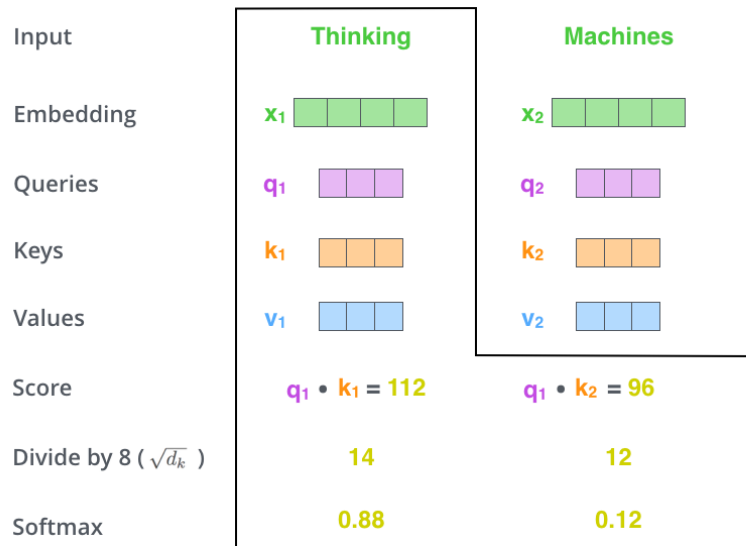 Input Thinking Machines
Embedding x₁ x₂
Queries q₁ q₂
Keys k₁ k₂
Values v₁ v₂
Score q₁ • k₁ = 112 q₁ • k₂ = 96
Divide by 8 ( √dₖ ) 14 12
Softmax 0.88 0.12